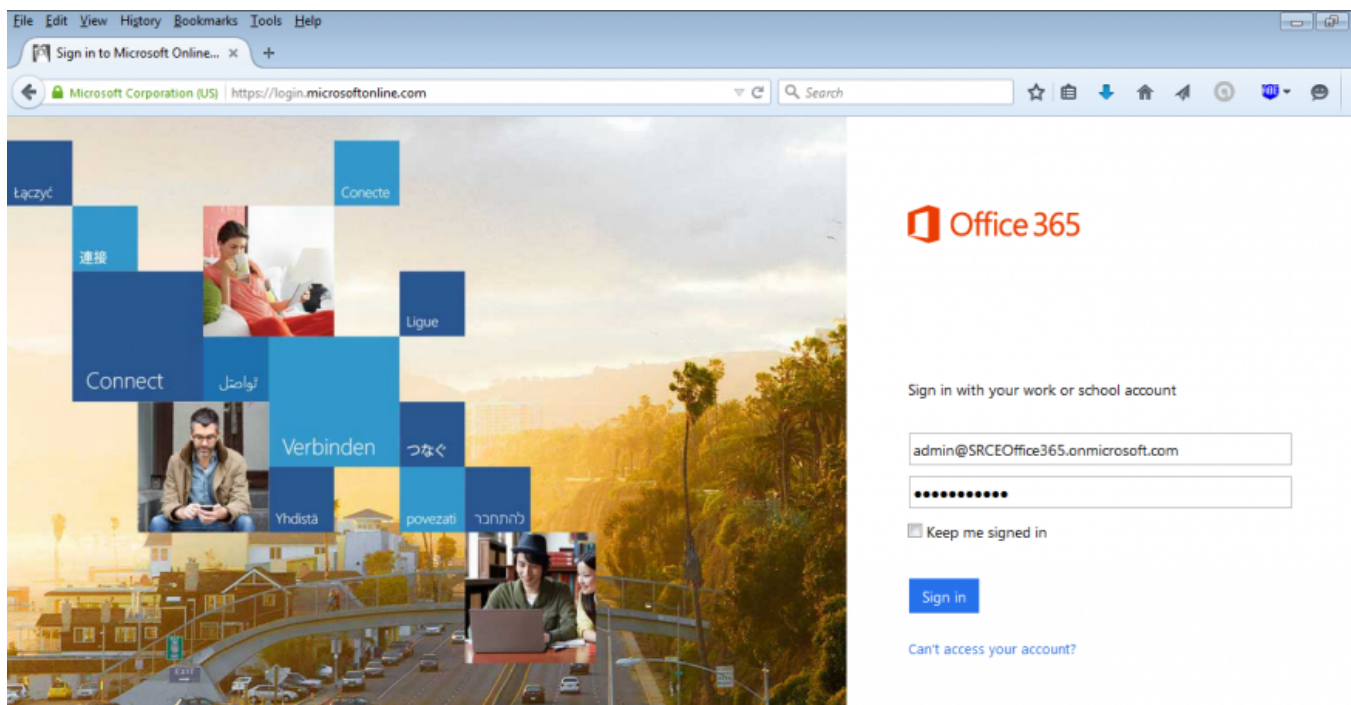 File Edit View History Bookmarks Tools Help
Sign in to Microsoft Online... × +
Microsoft Corporation (US) https://login.microsoftonline.com Search
Łączyć
Conecte
連接
Ligue
Connect
تواصل
Verbinden
つなぐ
Yhdistä
povezati
להתחבר
EXIT
Office 365
Sign in with your work or school account
admin@SRCEOffice365.onmicrosoft.com
•••••••••••
Keep me signed in
Sign in
Can't access your account?